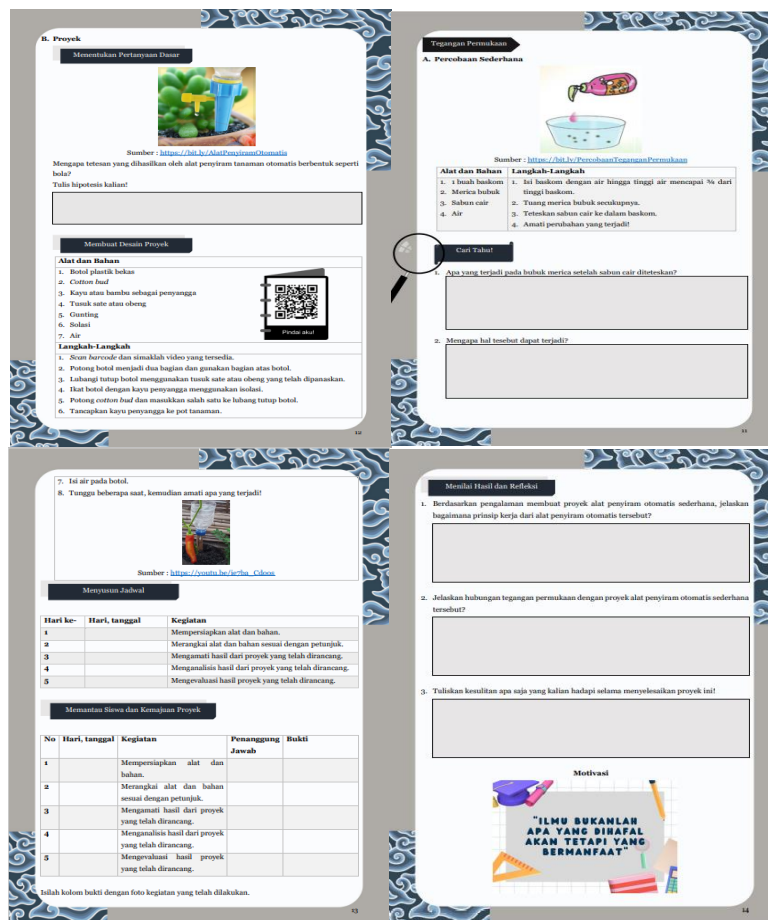 B. Proyek
Menentukan Pertanyaan Dasar
Sumber : https://bit.ly/AlatPenyiramOtomatis
Mengapa tetesan yang dihasilkan oleh alat penyiram tanaman otomatis berbentuk seperti
bola?
Tulis hipotesis kalian!
Membuat Desain Proyek
Alat dan Bahan
1. Botol plastik bekas
2. Cotton bud
3. Kayu atau bambu sebagai penyangga
4. Tusuk sate atau obeng
5. Gunting
6. Solasi
7. Air
Pindai aku!
Langkah-Langkah
1. Scan barcode dan simaklah video yang tersedia.
2. Potong botol menjadi dua bagian dan gunakan bagian atas botol.
3. Lubangi tutup botol menggunakan tusuk sate atau obeng yang telah dipanaskan.
4. Ikat botol dengan kayu penyangga menggunakan isolasi.
5. Potong cotton bud dan masukkan salah satu ke lubang tutup botol.
6. Tancapkan kayu penyangga ke pot tanaman.
12
Tegangan Permukaan
A. Percobaan Sederhana
Sumber : https://bit.ly/PercobaanTeganganPermukaan
Alat dan Bahan Langkah-Langkah
1. 1 buah baskom 1. Isi baskom dengan air hingga tinggi air mencapai ¾ dari
2. Merica bubuk tinggi baskom.
3. Sabun cair 2. Tuang merica bubuk secukupnya.
4. Air 3. Teteskan sabun cair ke dalam baskom.
4. Amati perubahan yang terjadi!
Cari Tahu!
1. Apa yang terjadi pada bubuk merica setelah sabun cair diteteskan?
2. Mengapa hal tesebut dapat terjadi?
11
7. Isi air pada botol.
8. Tunggu beberapa saat, kemudian amati apa yang terjadi!
Sumber :
Menyusun Jadwal
Hari ke- Hari, tanggal Kegiatan
1 Mempersiapkan alat dan bahan.
2 Merangkai alat dan bahan sesuai dengan petunjuk.
3 Mengamati hasil dari proyek yang telah dirancang.
4 Menganalisis hasil dari proyek yang telah dirancang.
5 Mengevaluasi hasil proyek yang telah dirancang.
Memantau Siswa dan Kemajuan Proyek
No Hari, tanggal Kegiatan Penanggung Bukti
Jawab
1 Mempersiapkan alat dan
bahan.
2 Merangkai alat dan bahan
sesuai dengan petunjuk.
3 Mengamati hasil dari proyek
yang telah dirancang.
4 Menganalisis hasil dari proyek
yang telah dirancang.
5 Mengevaluasi hasil proyek
yang telah dirancang.
Isilah kolom bukti dengan foto kegiatan yang telah dilakukan.
13
Menilai Hasil dan Refleksi
1. Berdasarkan pengalaman membuat proyek alat penyiram otomatis sederhana, jelaskan
bagaimana prinsip kerja dari alat penyiram otomatis tersebut?
2. Jelaskan hubungan tegangan permukaan dengan proyek alat penyiram otomatis sederhana
tersebut?
3. Tuliskan kesulitan apa saja yang kalian hadapi selama menyelesaikan proyek ini!
Motivasi
"ILMU BUKANLAH
APA YANG DIHAFAL
AKAN TETAPI YANG
BERMANFAAT"
14